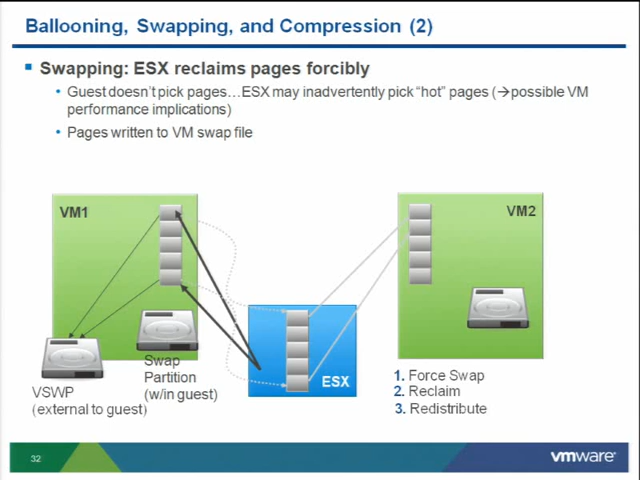 Ballooning, Swapping, and Compression (2)
Swapping: ESX reclaims pages forcibly
Guest doesn't pick pages…ESX may inadvertently pick "hot" pages (→possible VM
performance implications)
Pages written to VM swap file
VM1
VM2
ESX
Swap
Partition
(w/in guest)
VSWP
(external to guest)
1. Force Swap
2. Reclaim
3. Redistribute
32
vmware